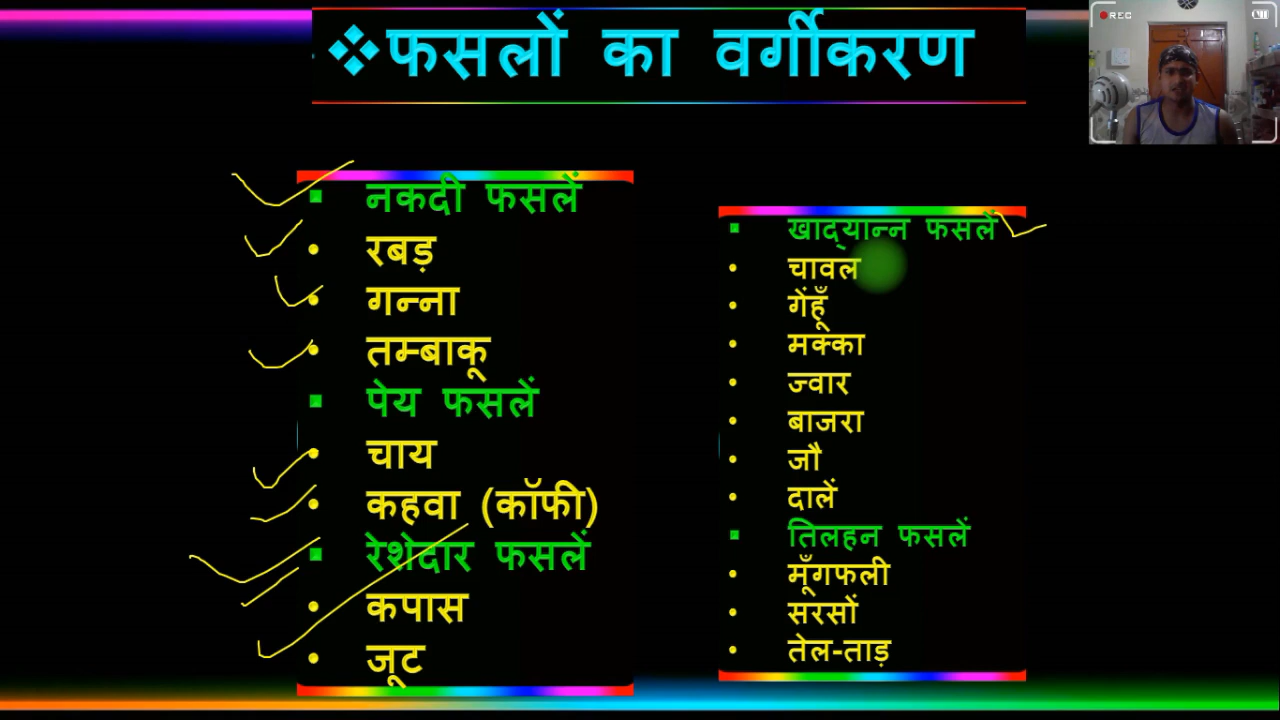 ❖फसलों का वर्गीकरण
REC
▪ नकदी फसलें
• रबड़
• गन्ना
• तम्बाकू
▪ पेय फसलें
• चाय
• कहवा (कॉफी)
▪ रेशेदार फसलें
• कपास
• जूट
▪ खाद्यान्न फसलें
• चावल
• गेंहूँ
• मक्का
• ज्वार
• बाजरा
• जौ
• दालें
▪ तिलहन फसलें
• मूँगफली
• सरसों
• तेल-ताड़